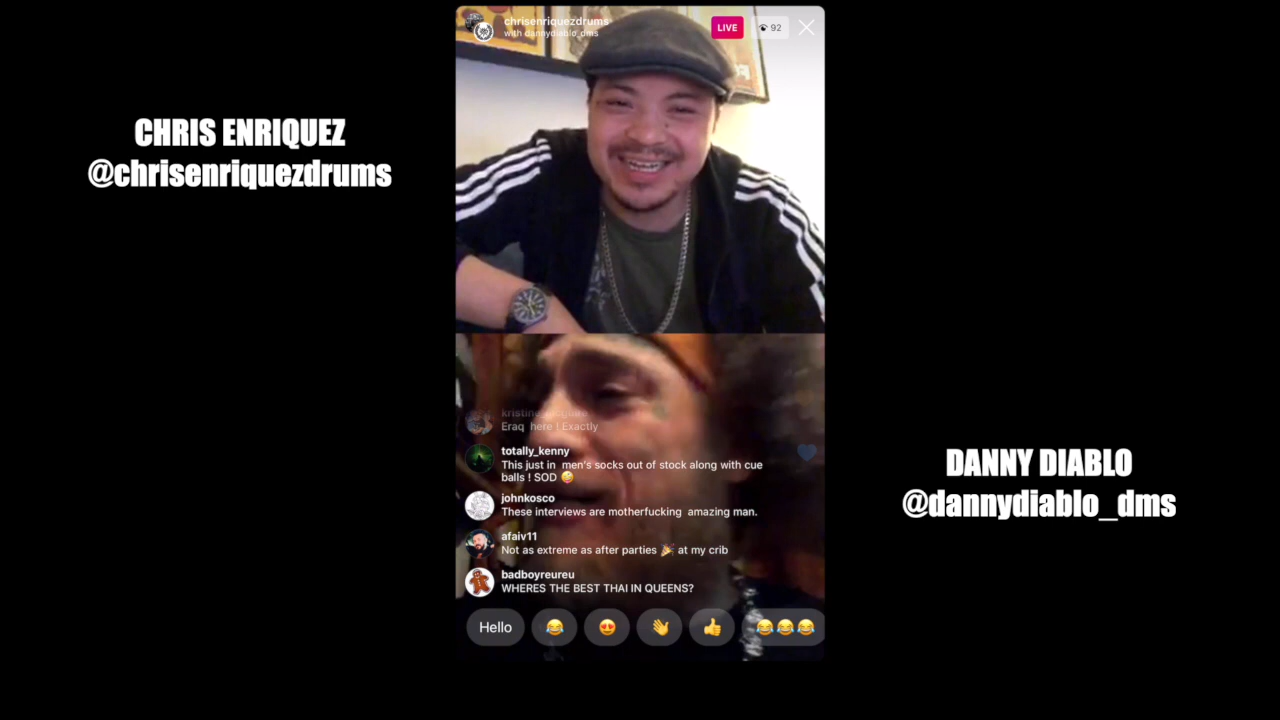 chrisenriquezdrums
with dannydiablo_dms
LIVE
92
CHRIS ENRIQUEZ
@chrisenriquezdrums
Eraq here ! Exactly
totally_kenny
This just in men's socks out of stock along with cue
balls ! SOD 🤪
johnkosco
These interviews are motherfucking amazing man.
afaiv11
Not as extreme as after parties 🎉 at my crib
badboyreureu
WHERES THE BEST THAI IN QUEENS?
Hello
😂
😍
👋
👍
😂😂😂
DANNY DIABLO
@dannydiablo_dms